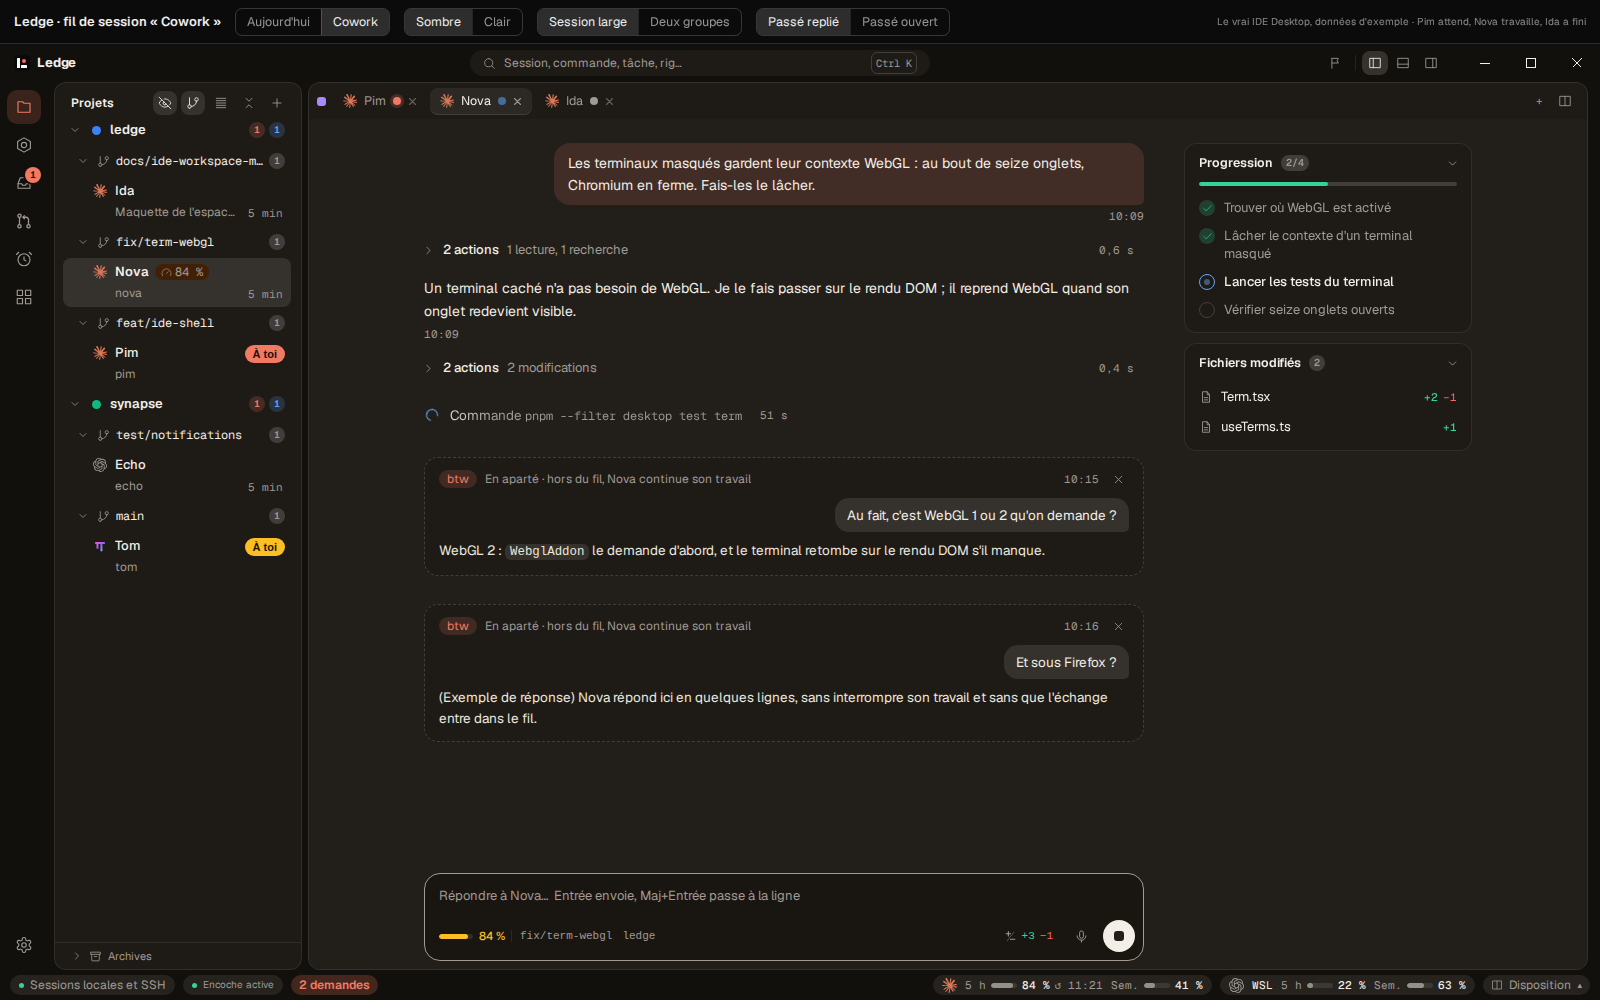 Ledge · fil de session « Cowork »
Aujourd'hui
Cowork
Sombre
Clair
Session large
Deux groupes
Passé replié
Passé ouvert
Le vrai IDE Desktop, données d'exemple · Pim attend, Nova travaille, Ida a fini
Ledge
Session, commande, tâche, rig…
Ctrl K
1
Projets
ledge
1
1
docs/ide-workspace-m…
1
Ida
Maquette de l'espac…
5 min
fix/term-webgl
1
Nova
84 %
nova
5 min
feat/ide-shell
1
Pim
À toi
pim
synapse
1
1
test/notifications
1
Echo
echo
5 min
main
1
Tom
À toi
tom
Archives
Pim
Nova
Ida
Les terminaux masqués gardent leur contexte WebGL : au bout de seize onglets,
Chromium en ferme. Fais-les le lâcher.
10:09
2 actions 1 lecture, 1 recherche
0,6 s
Un terminal caché n'a pas besoin de WebGL. Je le fais passer sur le rendu DOM ; il reprend WebGL quand son
onglet redevient visible.
10:09
2 actions 2 modifications
0,4 s
Commande pnpm --filter desktop test term 51 s
btw En aparté · hors du fil, Nova continue son travail
10:15
Au fait, c'est WebGL 1 ou 2 qu'on demande ?
WebGL 2 : WebglAddon le demande d'abord, et le terminal retombe sur le rendu DOM s'il manque.
btw En aparté · hors du fil, Nova continue son travail
10:16
Et sous Firefox ?
(Exemple de réponse) Nova répond ici en quelques lignes, sans interrompre son travail et sans que l'échange
entre dans le fil.
Répondre à Nova… Entrée envoie, Maj+Entrée passe à la ligne
84 %
fix/term-webgl
ledge
+3 −1
Progression 2/4
Trouver où WebGL est activé
Lâcher le contexte d'un terminal
masqué
Lancer les tests du terminal
Vérifier seize onglets ouverts
Fichiers modifiés 2
Term.tsx
+2 −1
useTerms.ts
+1
Sessions locales et SSH
Encoche active
2 demandes
5 h 84 % ↺ 11:21 Sem. 41 %
WSL 5 h 22 % Sem. 63 %
Disposition